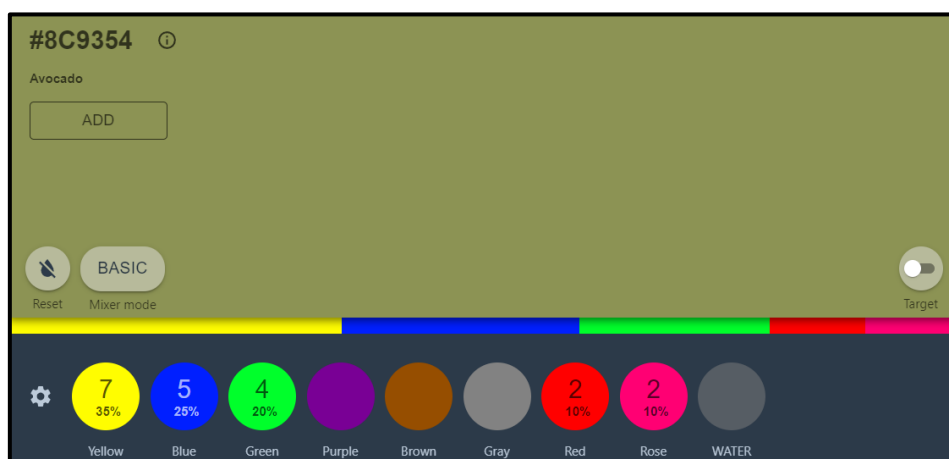 #8C9354
Avocado
ADD
BASIC
Reset
Mixer mode
Target
7
35%
5
25%
4
20%
2
10%
2
10%
Yellow
Blue
Green
Purple
Brown
Gray
Red
Rose
WATER